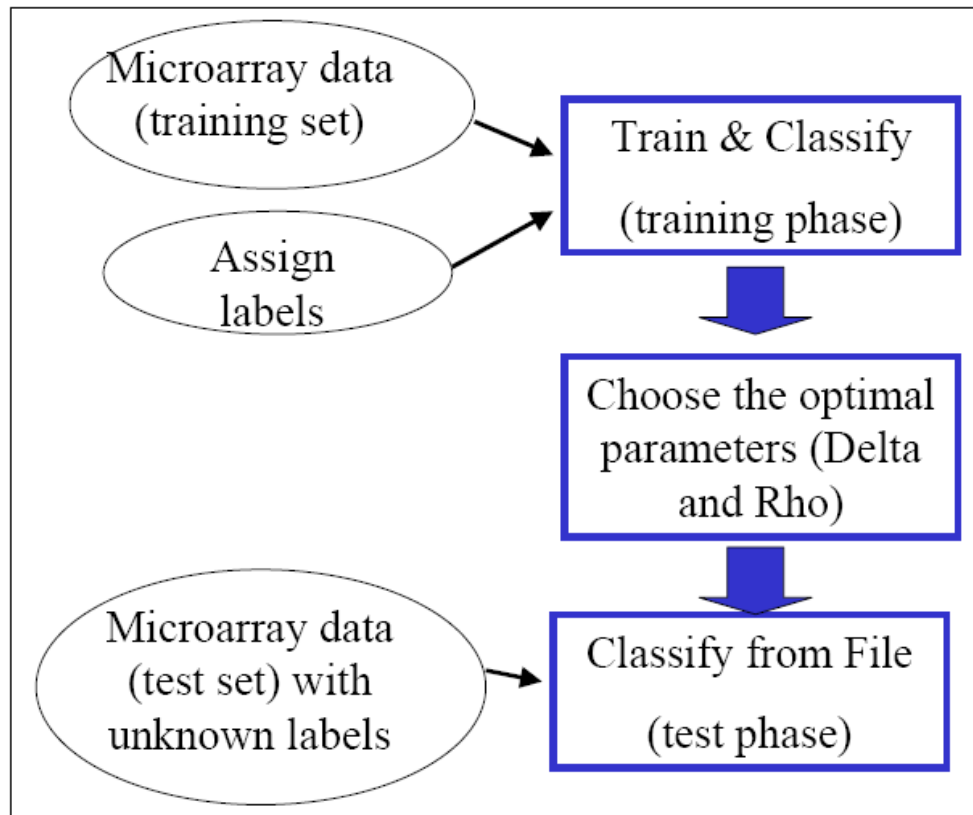 Microarray data
(training set)
Train & Classify
(training phase)
Assign
labels
Choose the optimal
parameters (Delta
and Rho)
Microarray data
(test set) with
unknown labels
Classify from File
(test phase)